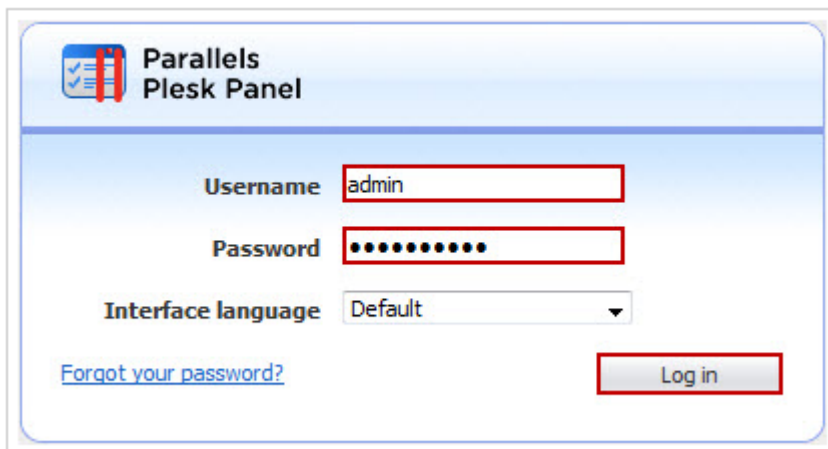 Parallels
Plesk Panel
Username admin
Password ••••••••••
Interface language Default
Forgot your password? Log in